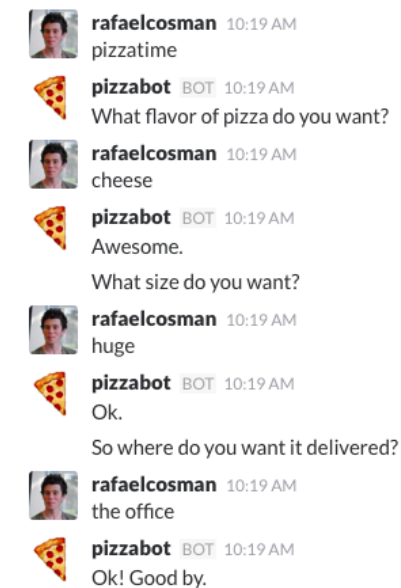 rafaelcosman 10:19 AM
pizzatime
pizzabot BOT 10:19 AM
What flavor of pizza do you want?
rafaelcosman 10:19 AM
cheese
pizzabot BOT 10:19 AM
Awesome.
What size do you want?
rafaelcosman 10:19 AM
huge
pizzabot BOT 10:19 AM
Ok.
So where do you want it delivered?
rafaelcosman 10:19 AM
the office
pizzabot BOT 10:19 AM
Ok! Good by.